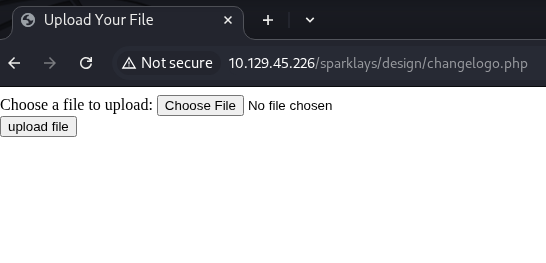 Upload Your File
Not secure 10.129.45.226/sparklays/design/changelogo.php
Choose a file to upload: Choose File No file chosen
upload file